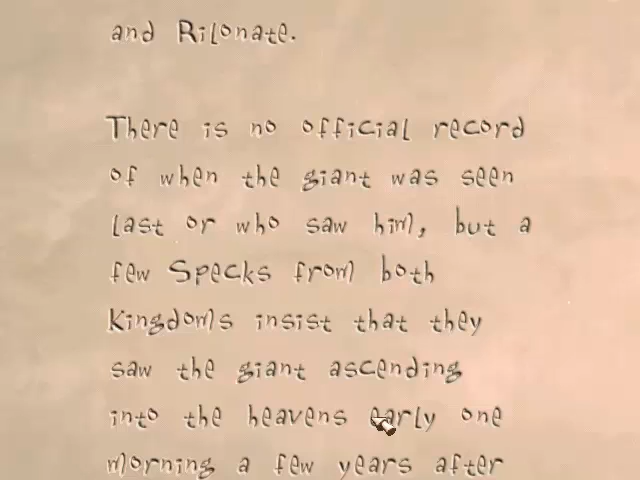 and Rilonate.
There is no official record
of when the giant was seen
last or who saw him, but a
few Specks from both
Kingdoms insist that they
saw the giant ascending
into the heavens early one
morning a few years after